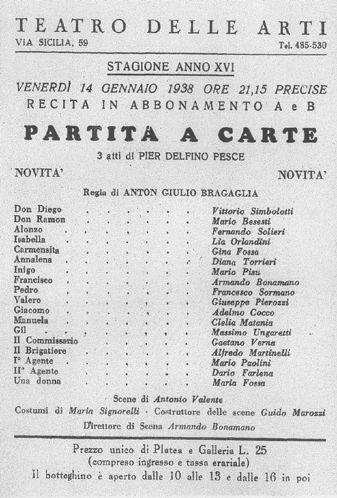 TEATRO DELLE ARTI
VIA SICILIA, 59 Tel. 485-530
STAGIONE ANNO XVI
VENERDÌ 14 GENNAIO 1938 ORE 21,15 PRECISE
RECITA IN ABBONAMENTO A e B
PARTITA A CARTE
3 atti di PIER DELFINO PESCE
NOVITA' NOVITA'
Regia di ANTON GIULIO BRAGAGLIA
Don Diego . . . . . . Vittorio Simbolotti
Don Ramon . . . . . . Mario Besesti
Alonzo . . . . . . Fernando Solieri
Isabella . . . . . . Lia Orlandini
Carmensita . . . . . . Gina Fossa
Annalena . . . . . . Diana Torrieri
Inigo . . . . . . Mario Pisu
Francisco . . . . . . Armando Bonamano
Pedro . . . . . . Francesco Sormano
Valero . . . . . . Giuseppe Pierozzi
Giacomo . . . . . . Adelmo Cocco
Manuela . . . . . . Clelia Matania
Gil . . . . . . Massimo Ungaretti
Il Commissario . . . . . . Gaetano Verna
Il Brigatiere . . . . . . Alfredo Martinelli
I° Agente . . . . . . Mario Paolini
II° Agente . . . . . . Dario Farlena
Una donna . . . . . . Maria Fossa
Scene di Antonio Valente
Costumi di Maria Signorelli - Costruttore delle scene Guido Marozzi
Direttore di Scena Armando Bonamano
Prezzo unico di Platea e Galleria L. 25
(compreso ingresso e tassa erariale)
Il botteghino è aperto dalle 10 alle 13 e dalle 16 in poi